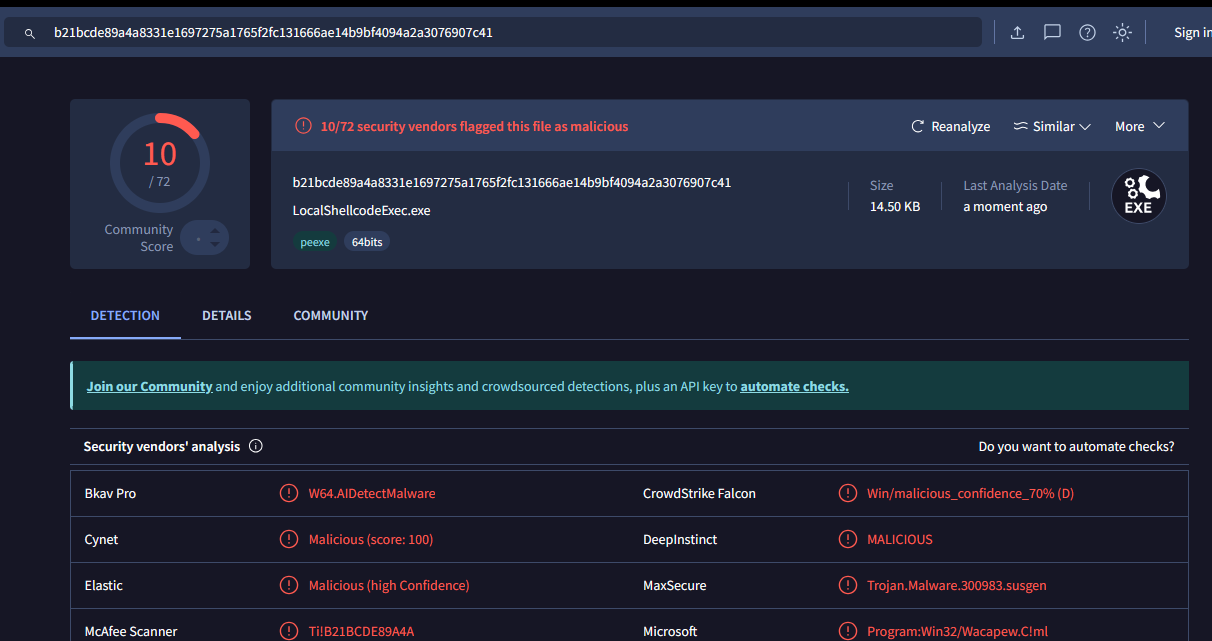 b21bcde89a4a8331e1697275a1765f2fc131666ae14b9bf4094a2a3076907c41
Sign in
10
/ 72
Community
Score
10/72 security vendors flagged this file as malicious
Reanalyze
Similar
More
b21bcde89a4a8331e1697275a1765f2fc131666ae14b9bf4094a2a3076907c41
LocalShellcodeExec.exe
peexe
64bits
Size
14.50 KB
Last Analysis Date
a moment ago
EXE
DETECTION
DETAILS
COMMUNITY
Join our Community and enjoy additional community insights and crowdsourced detections, plus an API key to automate checks.
Security vendors' analysis
Do you want to automate checks?
Bkav Pro
W64.AIDetectMalware
CrowdStrike Falcon
Win/malicious_confidence_70% (D)
Cynet
Malicious (score: 100)
DeepInstinct
MALICIOUS
Elastic
Malicious (high Confidence)
MaxSecure
Trojan.Malware.300983.susgen
McAfee Scanner
Ti!B21BCDE89A4A
Microsoft
Program:Win32/Wacapew.C!ml